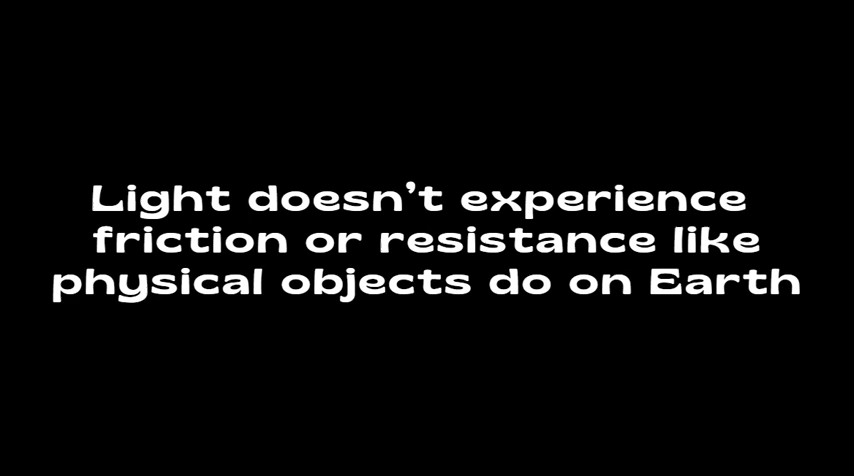 Light doesn’t experience
friction or resistance like
physical objects do on Earth